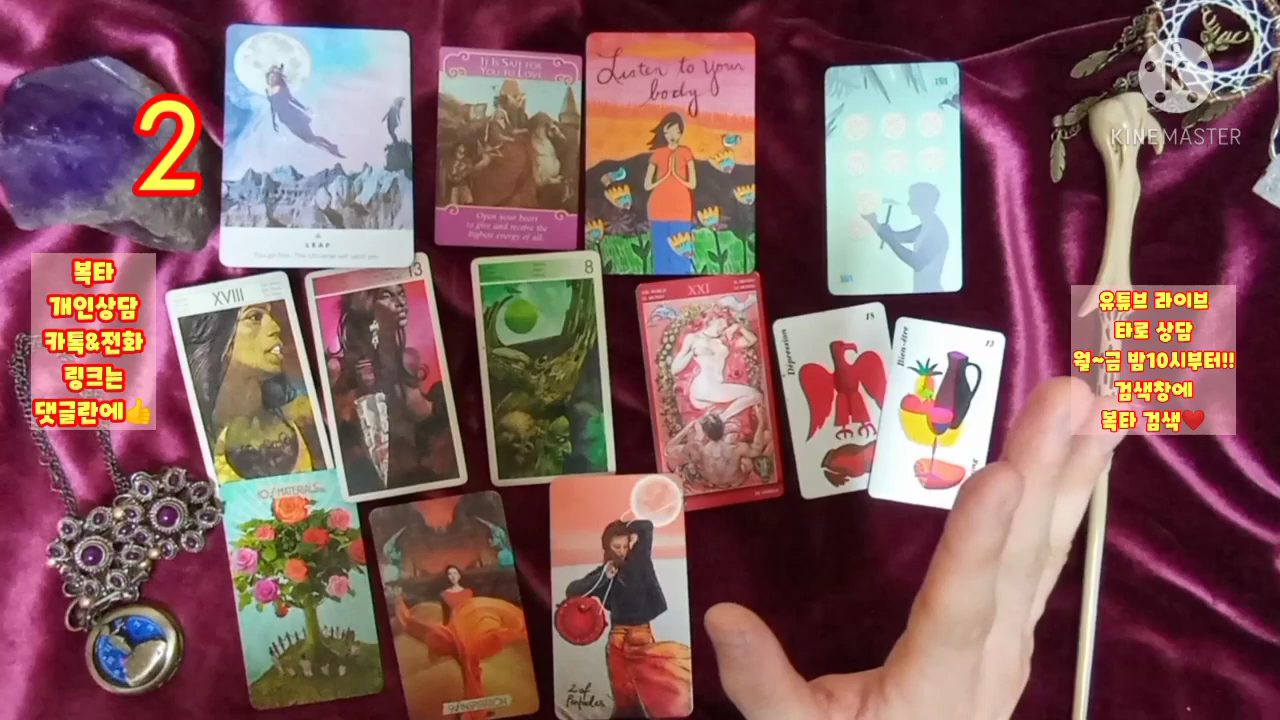 2
LEAP
IT IS SAFE FOR
YOU TO LOVE
Open your heart
to give and receive the
highest energy of all.
Listen to your
body
KINEMASTER
복타
개인상담
카톡&전화
링크는
댓글란에👍
유튜브 라이브
타로 상담
월~금 밤10시부터!!
검색창에
복타 검색♥
XVIII
13
8
XXI
Dépression
Bien-être
13
10 of MATERIALS
2 of
Pentacles